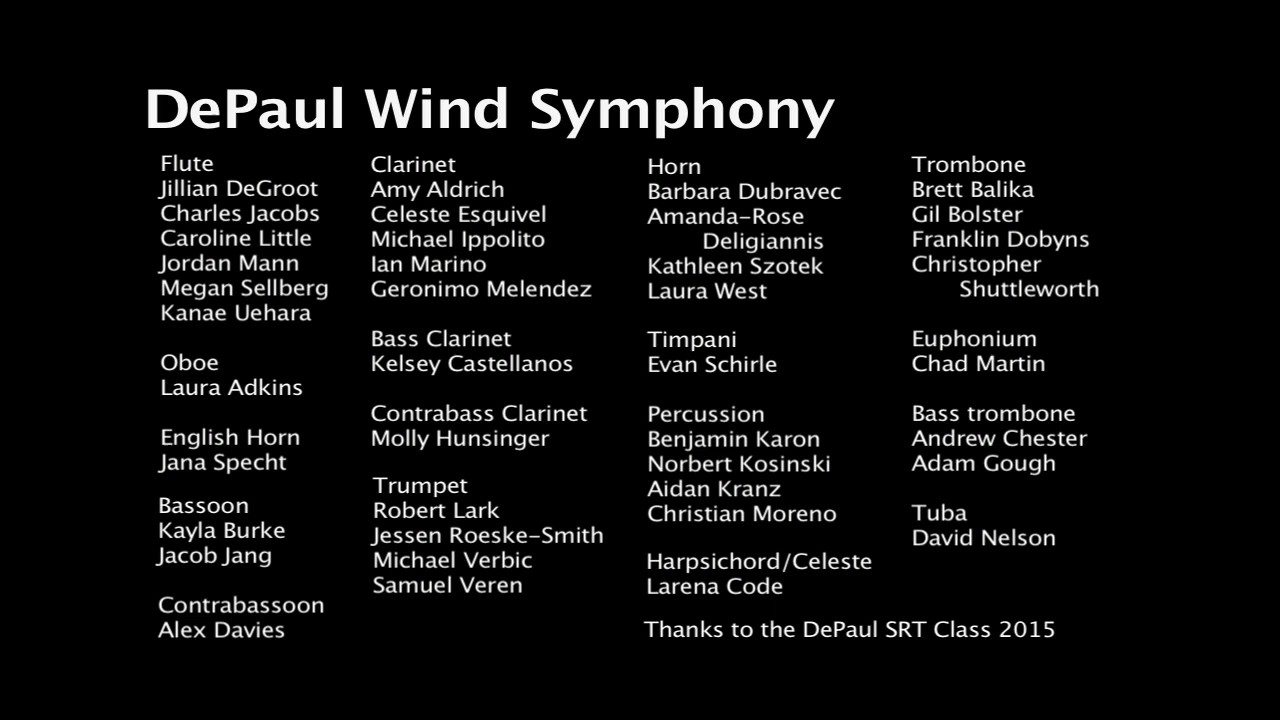 DePaul Wind Symphony
Flute
Jillian DeGroot
Charles Jacobs
Caroline Little
Jordan Mann
Megan Sellberg
Kanae Uehara
Oboe
Laura Adkins
English Horn
Jana Specht
Bassoon
Kayla Burke
Jacob Jang
Contrabassoon
Alex Davies
Clarinet
Amy Aldrich
Celeste Esquivel
Michael Ippolito
Ian Marino
Geronimo Melendez
Bass Clarinet
Kelsey Castellanos
Contrabass Clarinet
Molly Hunsinger
Trumpet
Robert Lark
Jessen Roeske-Smith
Michael Verbic
Samuel Veren
Horn
Barbara Dubravec
Amanda-Rose
Deligiannis
Kathleen Szotek
Laura West
Timpani
Evan Schirle
Percussion
Benjamin Karon
Norbert Kosinski
Aidan Kranz
Christian Moreno
Harpsichord/Celeste
Larena Code
Trombone
Brett Balika
Gil Bolster
Franklin Dobyns
Christopher
Shuttleworth
Euphonium
Chad Martin
Bass trombone
Andrew Chester
Adam Gough
Tuba
David Nelson
Thanks to the DePaul SRT Class 2015